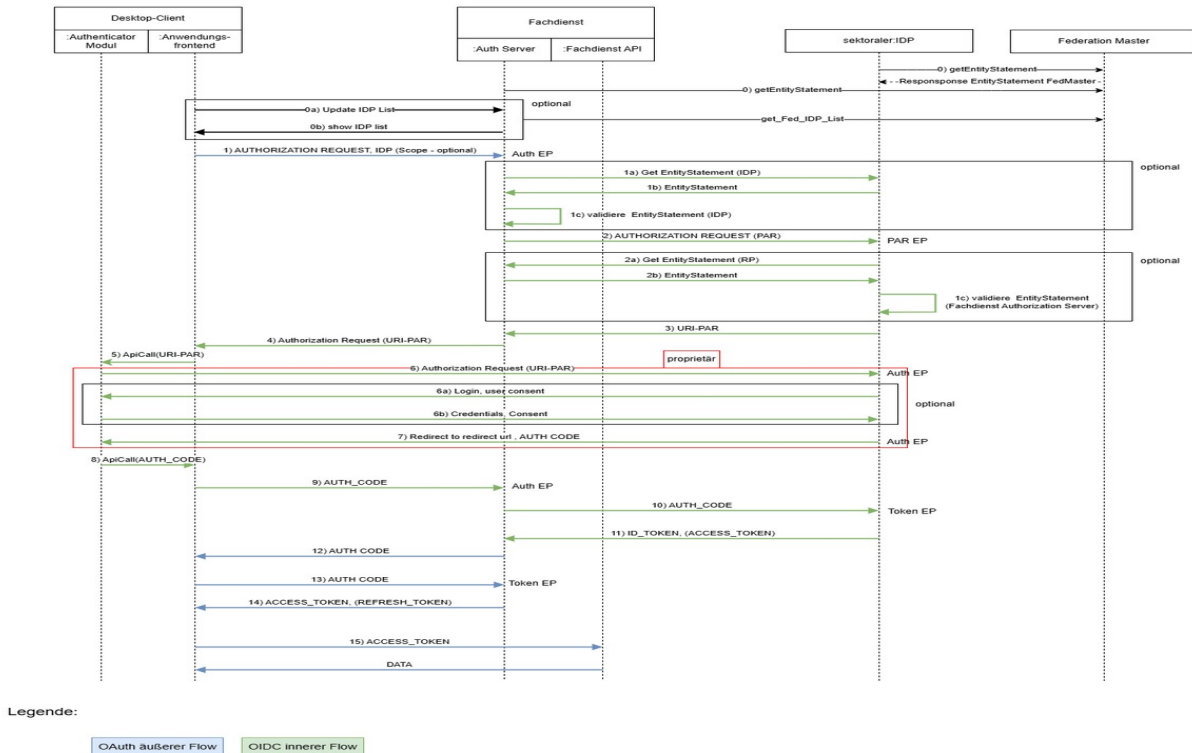 Desktop-Client
:Authenticator
Modul
:Anwendungs-
frontend
Fachdienst
:Auth Server
:Fachdienst API
sektoraler:IDP
Federation Master
0) getEntityStatement
Responsponse EntityStatement FedMaster
0) getEntityStatement
optional
0a) Update IDP List
get_Fed_IDP_List
0b) show IDP list
1) AUTHORIZATION REQUEST, IDP (Scope - optional)
Auth EP
optional
1a) Get EntityStatement (IDP)
1b) EntityStatement
1c) validiere EntityStatement (IDP)
2) AUTHORIZATION REQUEST (PAR)
PAR EP
optional
2a) Get EntityStatement (RP)
2b) EntityStatement
1c) validiere EntityStatement
(Fachdienst Authorization Server)
3) URI-PAR
4) Authorization Request (URI-PAR)
5) ApiCall(URI-PAR)
proprietär
6) Authorization Request (URI-PAR)
Auth EP
6a) Login, user consent
optional
6b) Credentials, Consent
7) Redirect to redirect url , AUTH CODE
Auth EP
8) ApiCall(AUTH_CODE)
9) AUTH_CODE
Auth EP
10) AUTH_CODE
Token EP
11) ID_TOKEN, (ACCESS_TOKEN)
12) AUTH CODE
13) AUTH CODE
Token EP
14) ACCESS_TOKEN, (REFRESH_TOKEN)
15) ACCESS_TOKEN
DATA
Legende:
OAuth äußerer Flow
OIDC innerer Flow